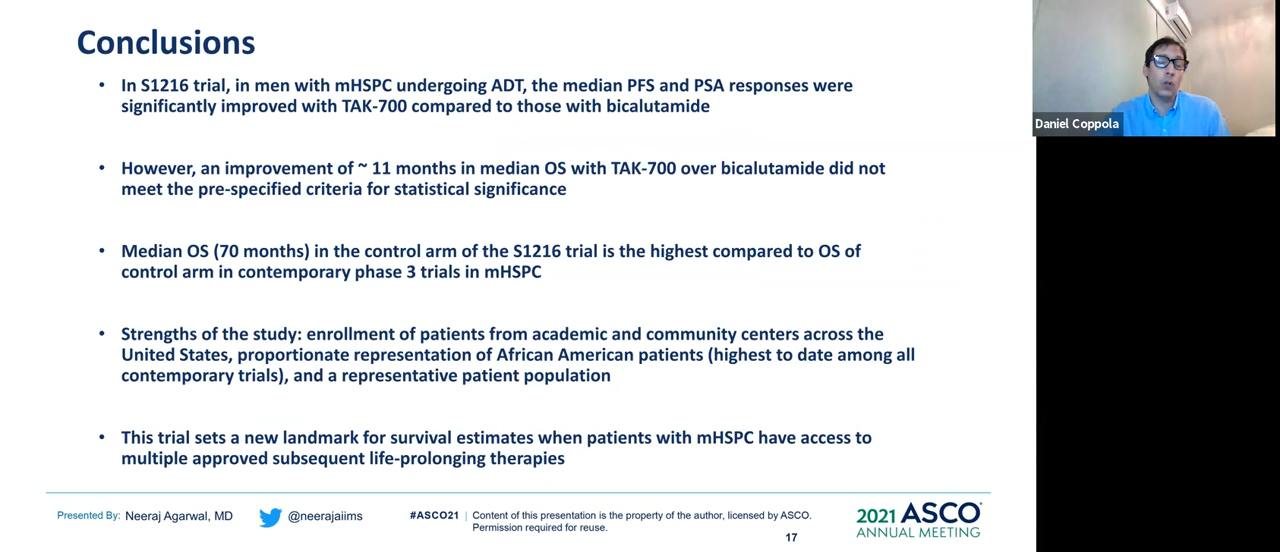 Conclusions
• In S1216 trial, in men with mHSPC undergoing ADT, the median PFS and PSA responses were
significantly improved with TAK-700 compared to those with bicalutamide
• However, an improvement of ~ 11 months in median OS with TAK-700 over bicalutamide did not
meet the pre-specified criteria for statistical significance
• Median OS (70 months) in the control arm of the S1216 trial is the highest compared to OS of
control arm in contemporary phase 3 trials in mHSPC
• Strengths of the study: enrollment of patients from academic and community centers across the
United States, proportionate representation of African American patients (highest to date among all
contemporary trials), and a representative patient population
• This trial sets a new landmark for survival estimates when patients with mHSPC have access to
multiple approved subsequent life-prolonging therapies
Presented By: Neeraj Agarwal, MD
@neerajaiims
#ASCO21 | Content of this presentation is the property of the author, licensed by ASCO.
Permission required for reuse.
17
2021 ASCO
ANNUAL MEETING
Daniel Coppola